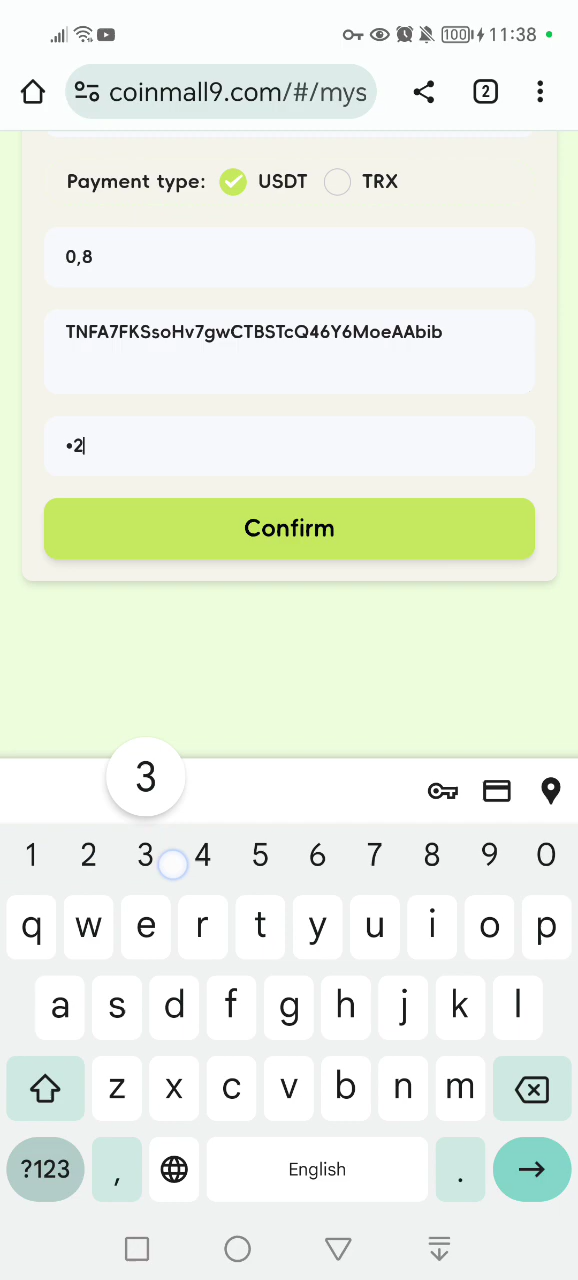 100 11:38
coinmall9.com/#/mys
2
Payment type: USDT TRX
0,8
TNFA7FKSsoHv7gwCTBSTcQ46Y6MoeAAbib
•2
Confirm
3
1 2 3 4 5 6 7 8 9 0
q w e r t y u i o p
a s d f g h j k l
z x c v b n m
?123 , English .